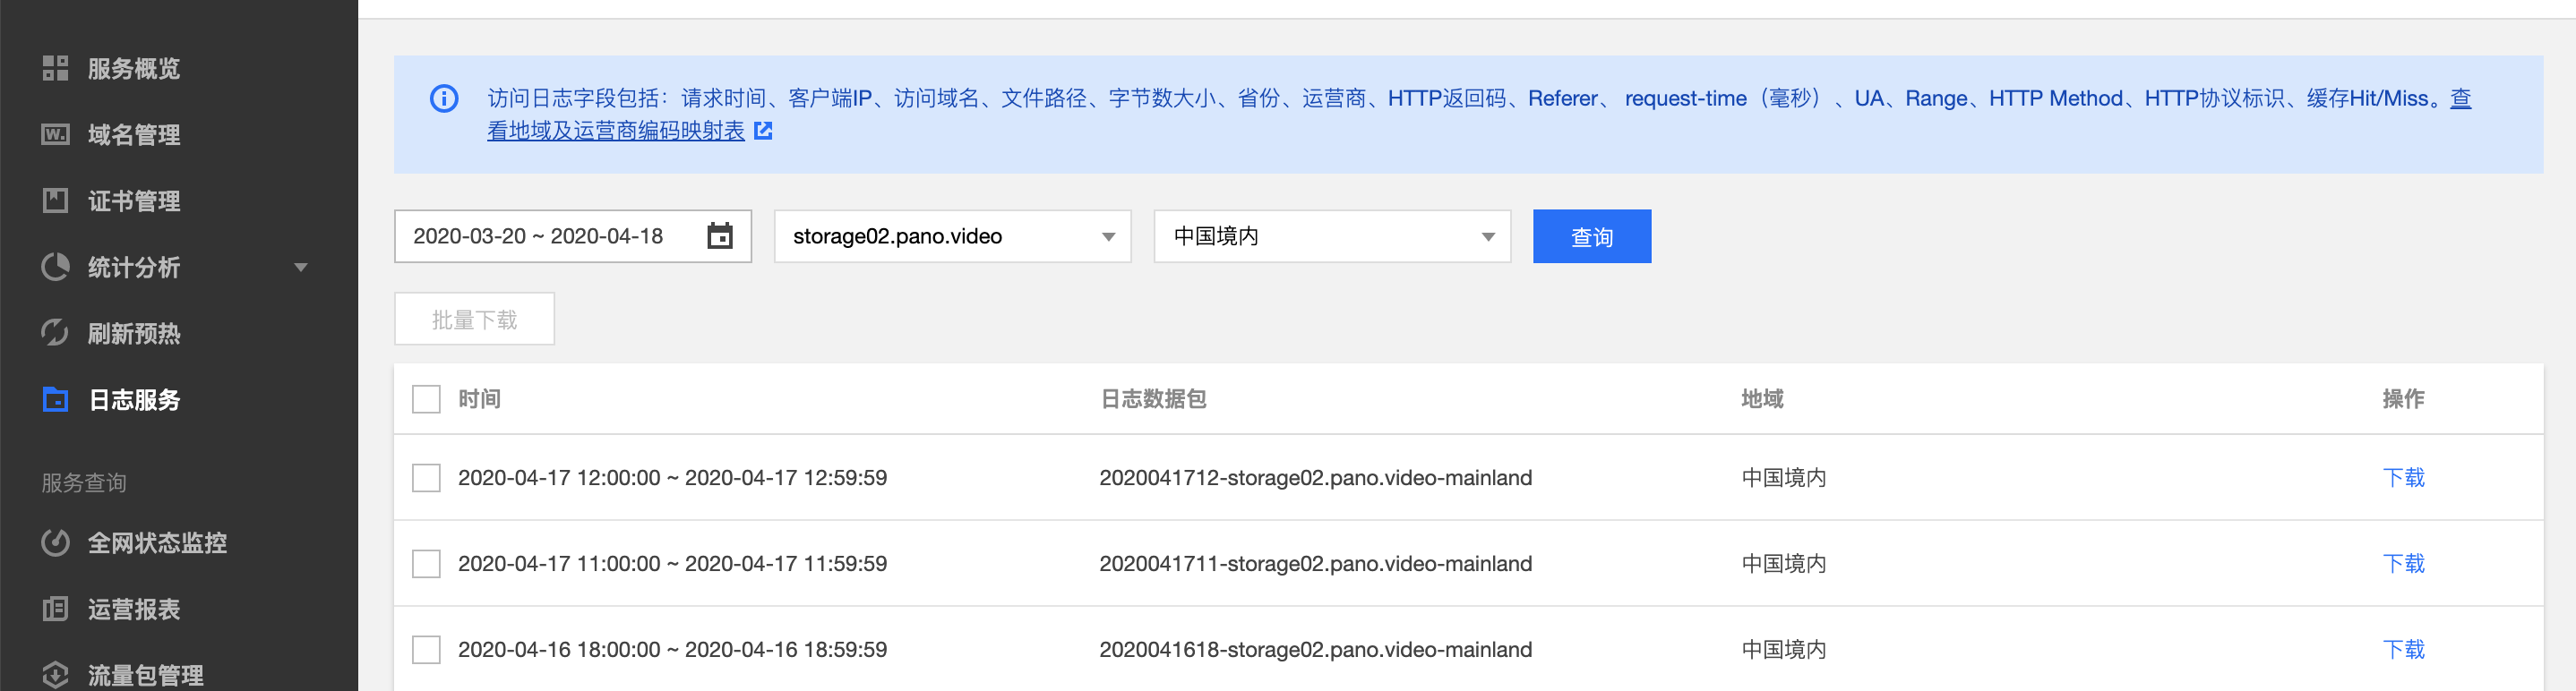 服务概览
域名管理
证书管理
统计分析
刷新预热
日志服务
服务查询
全网状态监控
运营报表
流量包管理
访问日志字段包括：请求时间、客户端IP、访问域名、文件路径、字节数大小、省份、运营商、HTTP返回码、Referer、 request-time（毫秒）、UA、Range、HTTP Method、HTTP协议标识、缓存Hit/Miss。查
看地域及运营商编码映射表
2020-03-20 ~ 2020-04-18 storage02.pano.video 中国境内 查询
批量下载
时间 日志数据包 地域 操作
2020-04-17 12:00:00 ~ 2020-04-17 12:59:59 2020041712-storage02.pano.video-mainland 中国境内 下载
2020-04-17 11:00:00 ~ 2020-04-17 11:59:59 2020041711-storage02.pano.video-mainland 中国境内 下载
2020-04-16 18:00:00 ~ 2020-04-16 18:59:59 2020041618-storage02.pano.video-mainland 中国境内 下载